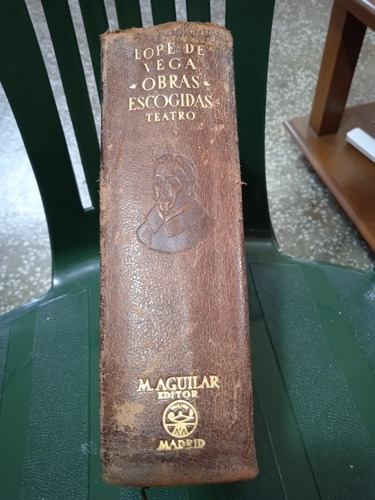 LOPE DE
VEGA
OBRAS
ESCOGIDAS
TEATRO
M. AGUILAR
EDITOR
MADRID